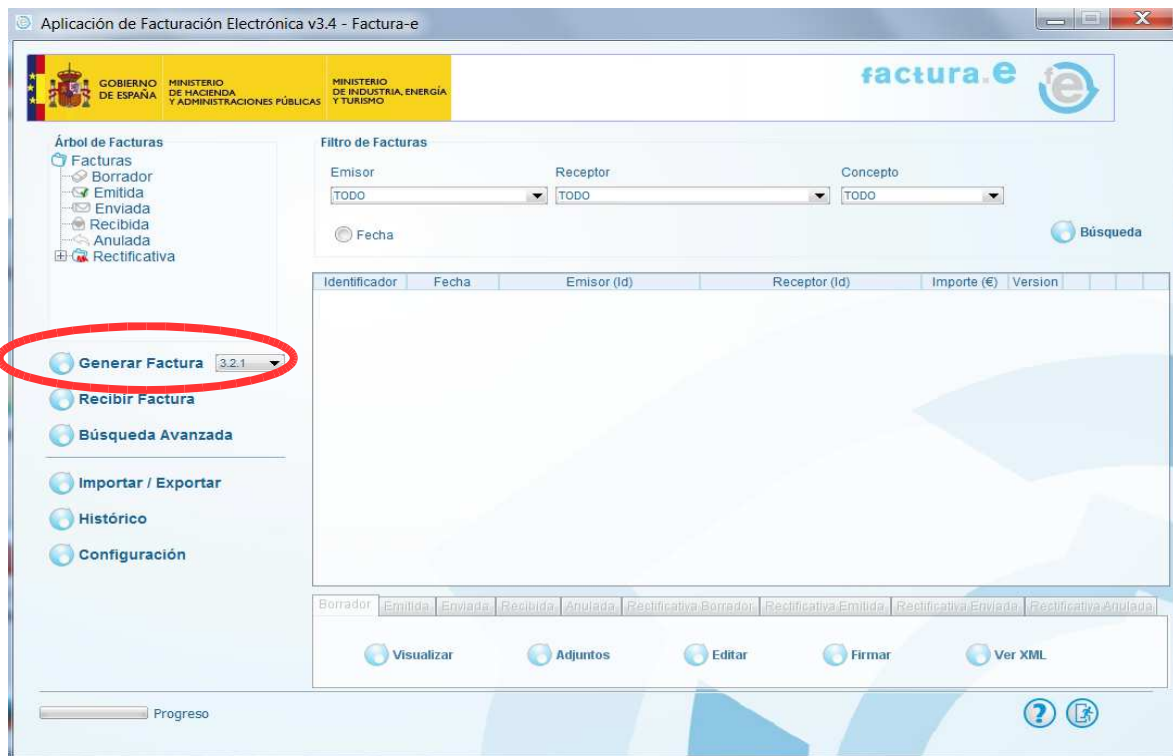 Aplicación de Facturación Electrónica v3.4 - Factura-e
GOBIERNO
DE ESPAÑA
MINISTERIO
DE HACIENDA
Y ADMINISTRACIONES PÚBLICAS
MINISTERIO
DE INDUSTRIA, ENERGÍA
Y TURISMO
factura.e
fe
Árbol de Facturas
Facturas
Borrador
Emitida
Enviada
Recibida
Anulada
Rectificativa
Filtro de Facturas
Emisor Receptor Concepto
TODO TODO TODO
Fecha
Búsqueda
Identificador Fecha Emisor (Id) Receptor (Id) Importe (€) Version
Generar Factura 3.2.1
Recibir Factura
Búsqueda Avanzada
Importar / Exportar
Histórico
Configuración
Borrador Emitida Enviada Recibida Anulada Rectificativa Borrador Rectificativa Emitida Rectificativa Enviada Rectificativa Anulada
Visualizar Adjuntos Editar Firmar Ver XML
Progreso
?